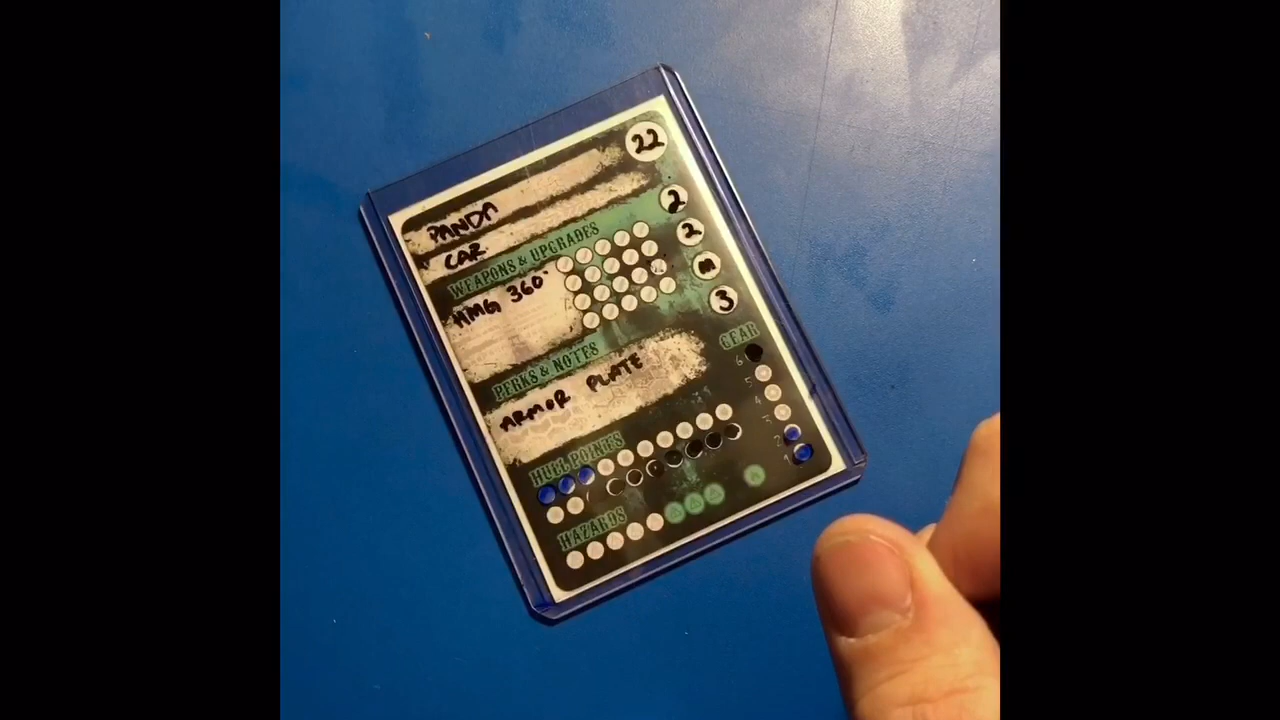 22
PANDA
CAR
2
WEAPONS & UPGRADES
2
HMG 360°
M
3
PERKS & NOTES
GEAR
ARMOR PLATE
6
5
4
3
2
1
HULL POINTS
HAZARDS